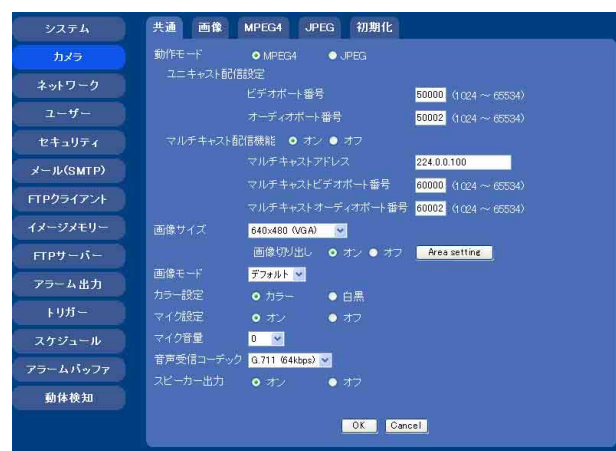 システム
カメラ
ネットワーク
ユーザー
セキュリティ
メール(SMTP)
FTPクライアント
イメージメモリー
FTPサーバー
アラーム出力
トリガー
スケジュール
アラームバッファ
動体検知
共通 画像 MPEG4 JPEG 初期化
動作モード MPEG4 JPEG
ユニキャスト配信設定
ビデオポート番号 50000 (1024 ～ 65534)
オーディオポート番号 50002 (1024 ～ 65534)
マルチキャスト配信機能 オン オフ
マルチキャストアドレス 224.0.0.100
マルチキャストビデオポート番号 60000 (1024 ～ 65534)
マルチキャストオーディオポート番号 60002 (1024 ～ 65534)
画像サイズ 640x480 (VGA)
画像切り出し オン オフ Area setting
画像モード デフォルト
カラー設定 カラー 白黒
マイク設定 オン オフ
マイク音量 0
音声受信コーデック G.711 (64kbps)
スピーカー出力 オン オフ
OK Cancel